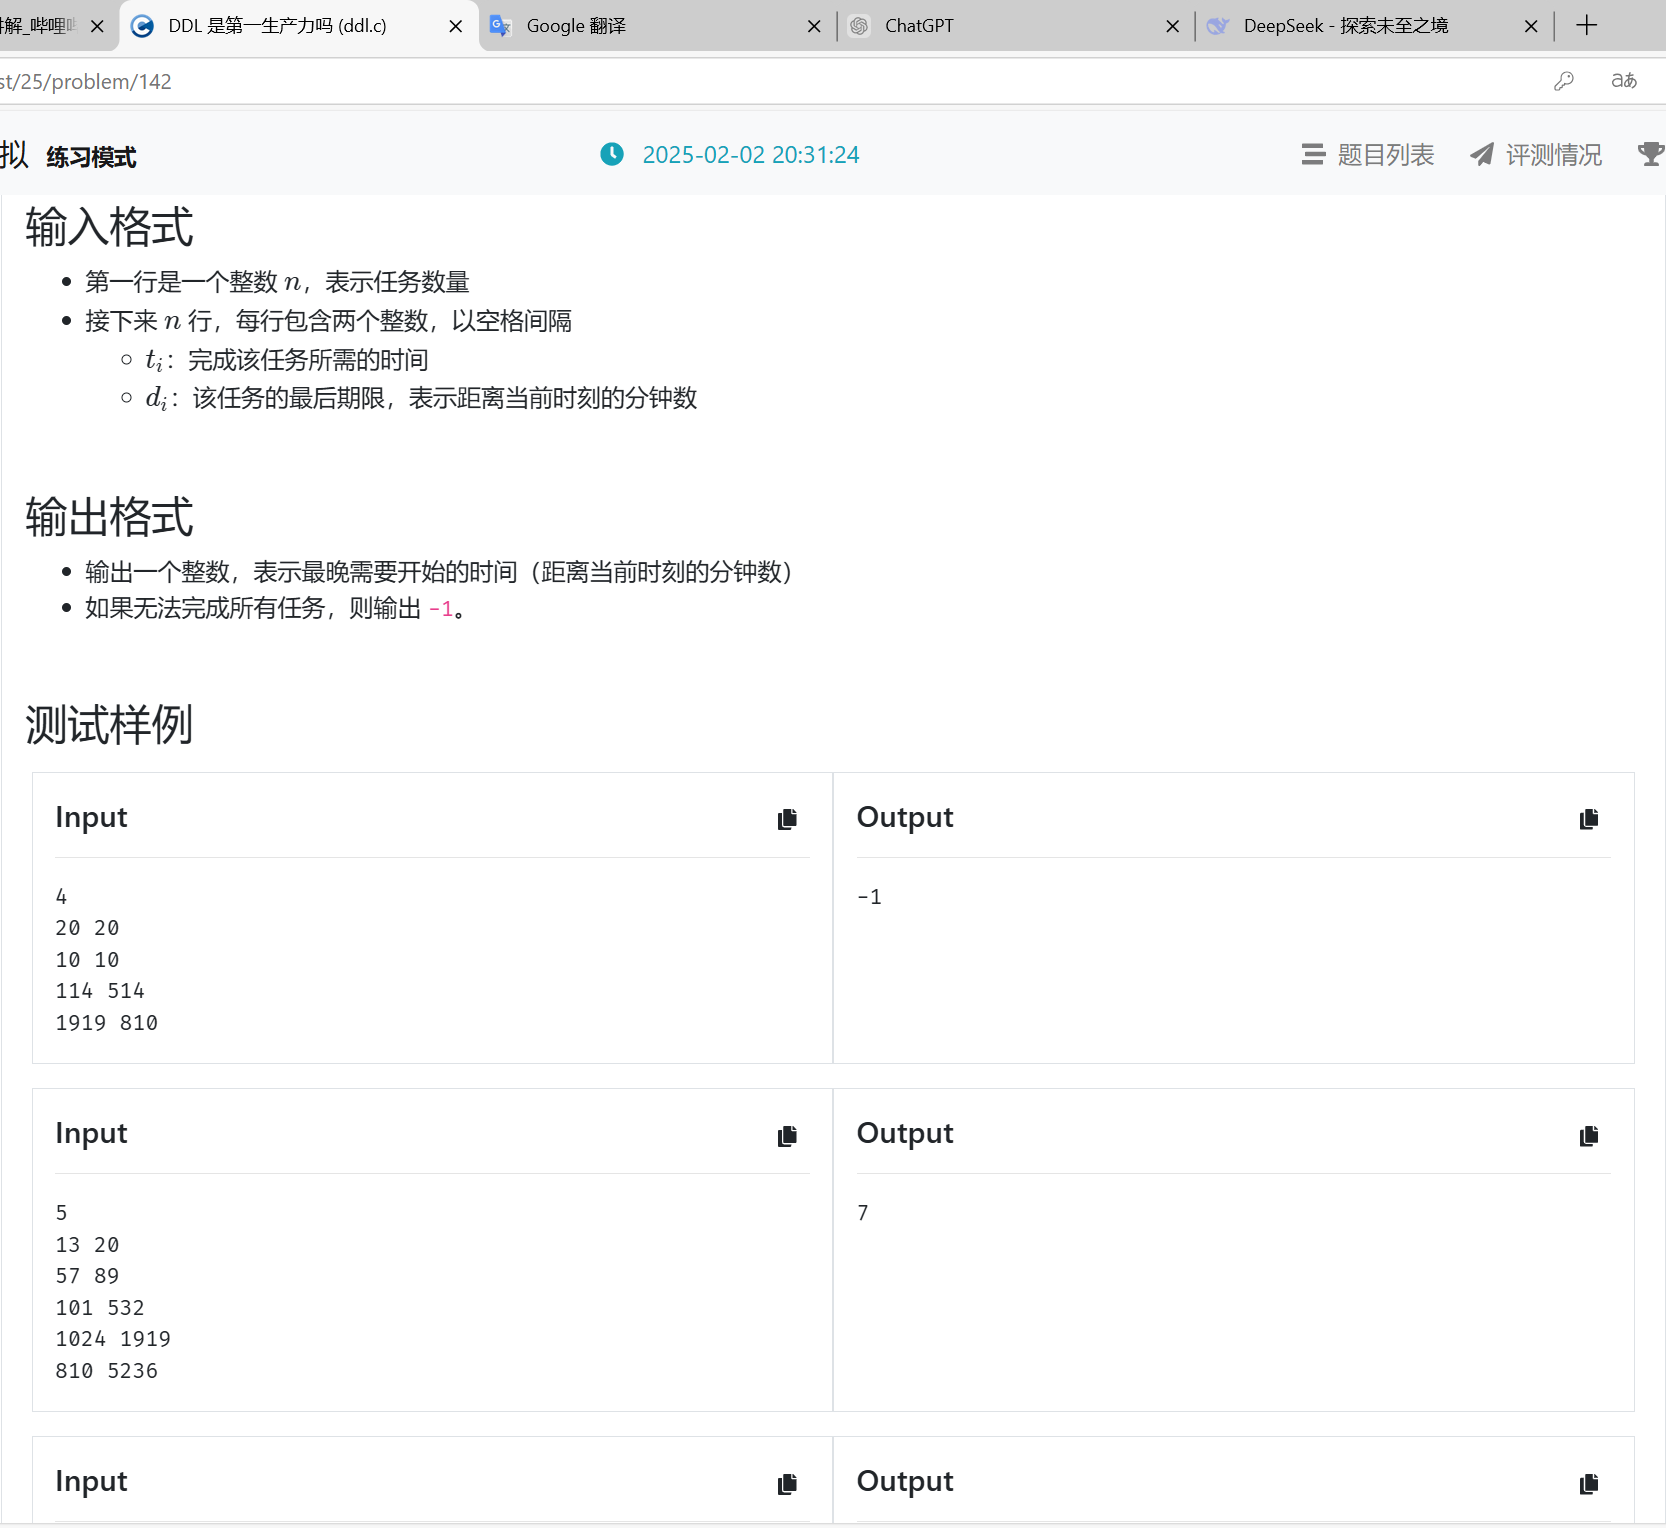 讲解_哔哩哔
DDL 是第一生产力吗 (ddl.c)
Google 翻译
ChatGPT
DeepSeek - 探索未至之境
st/25/problem/142
aあ
拟 练习模式
2025-02-02 20:31:24
题目列表
评测情况
输入格式
第一行是一个整数 n，表示任务数量
接下来 n 行，每行包含两个整数，以空格间隔
tᵢ：完成该任务所需的时间
dᵢ：该任务的最后期限，表示距离当前时刻的分钟数
输出格式
输出一个整数，表示最晚需要开始的时间（距离当前时刻的分钟数）
如果无法完成所有任务，则输出 -1。
测试样例
Input
4
20 20
10 10
114 514
1919 810
Output
-1
Input
5
13 20
57 89
101 532
1024 1919
810 5236
Output
7
Input
Output